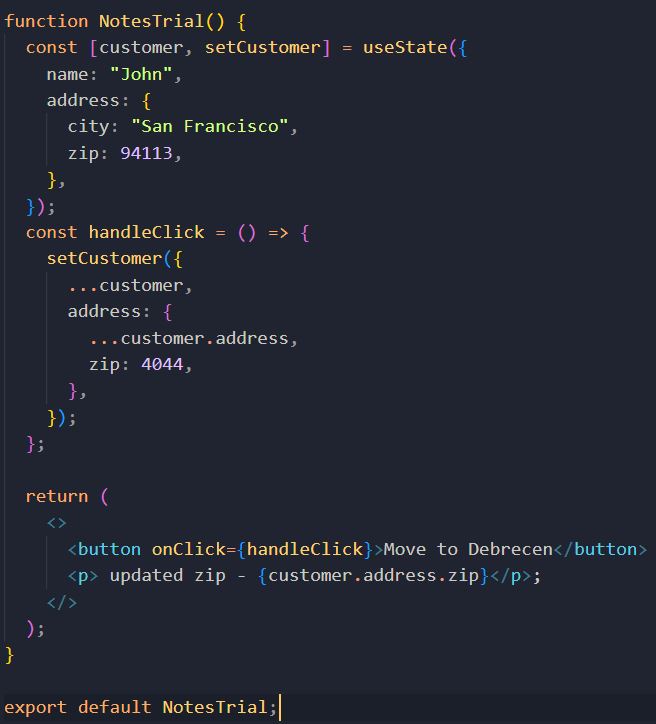 function NotesTrial() {
  const [customer, setCustomer] = useState({
    name: "John",
    address: {
      city: "San Francisco",
      zip: 94113,
    },
  });
  const handleClick = () => {
    setCustomer({
      ...customer,
      address: {
        ...customer.address,
        zip: 4044,
      },
    });
  };

  return (
    <>
      <button onClick={handleClick}>Move to Debrecen</button>
      <p> updated zip - {customer.address.zip}</p>;
    </>
  );
}

export default NotesTrial;